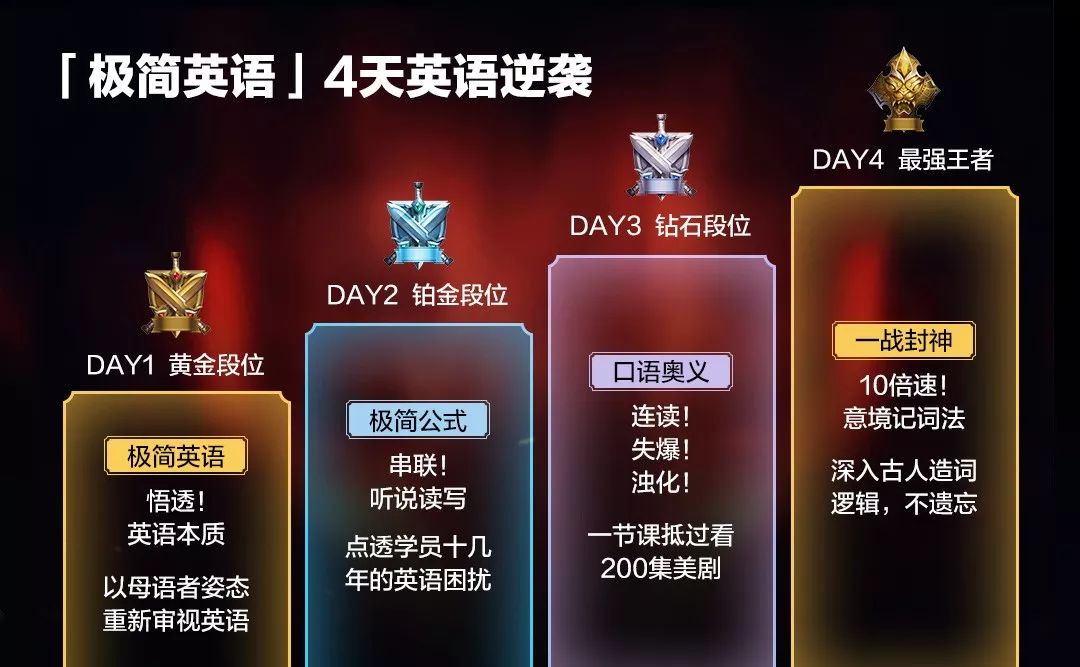 「极简英语」4天英语逆袭
DAY1 黄金段位
极简英语
悟透！
英语本质
以母语者姿态
重新审视英语
DAY2 铂金段位
极简公式
串联！
听说读写
点透学员十几
年的英语困扰
DAY3 钻石段位
口语奥义
连读！
失爆！
浊化！
一节课抵过看
200集美剧
DAY4 最强王者
一战封神
10倍速！
意境记词法
深入古人造词
逻辑，不遗忘